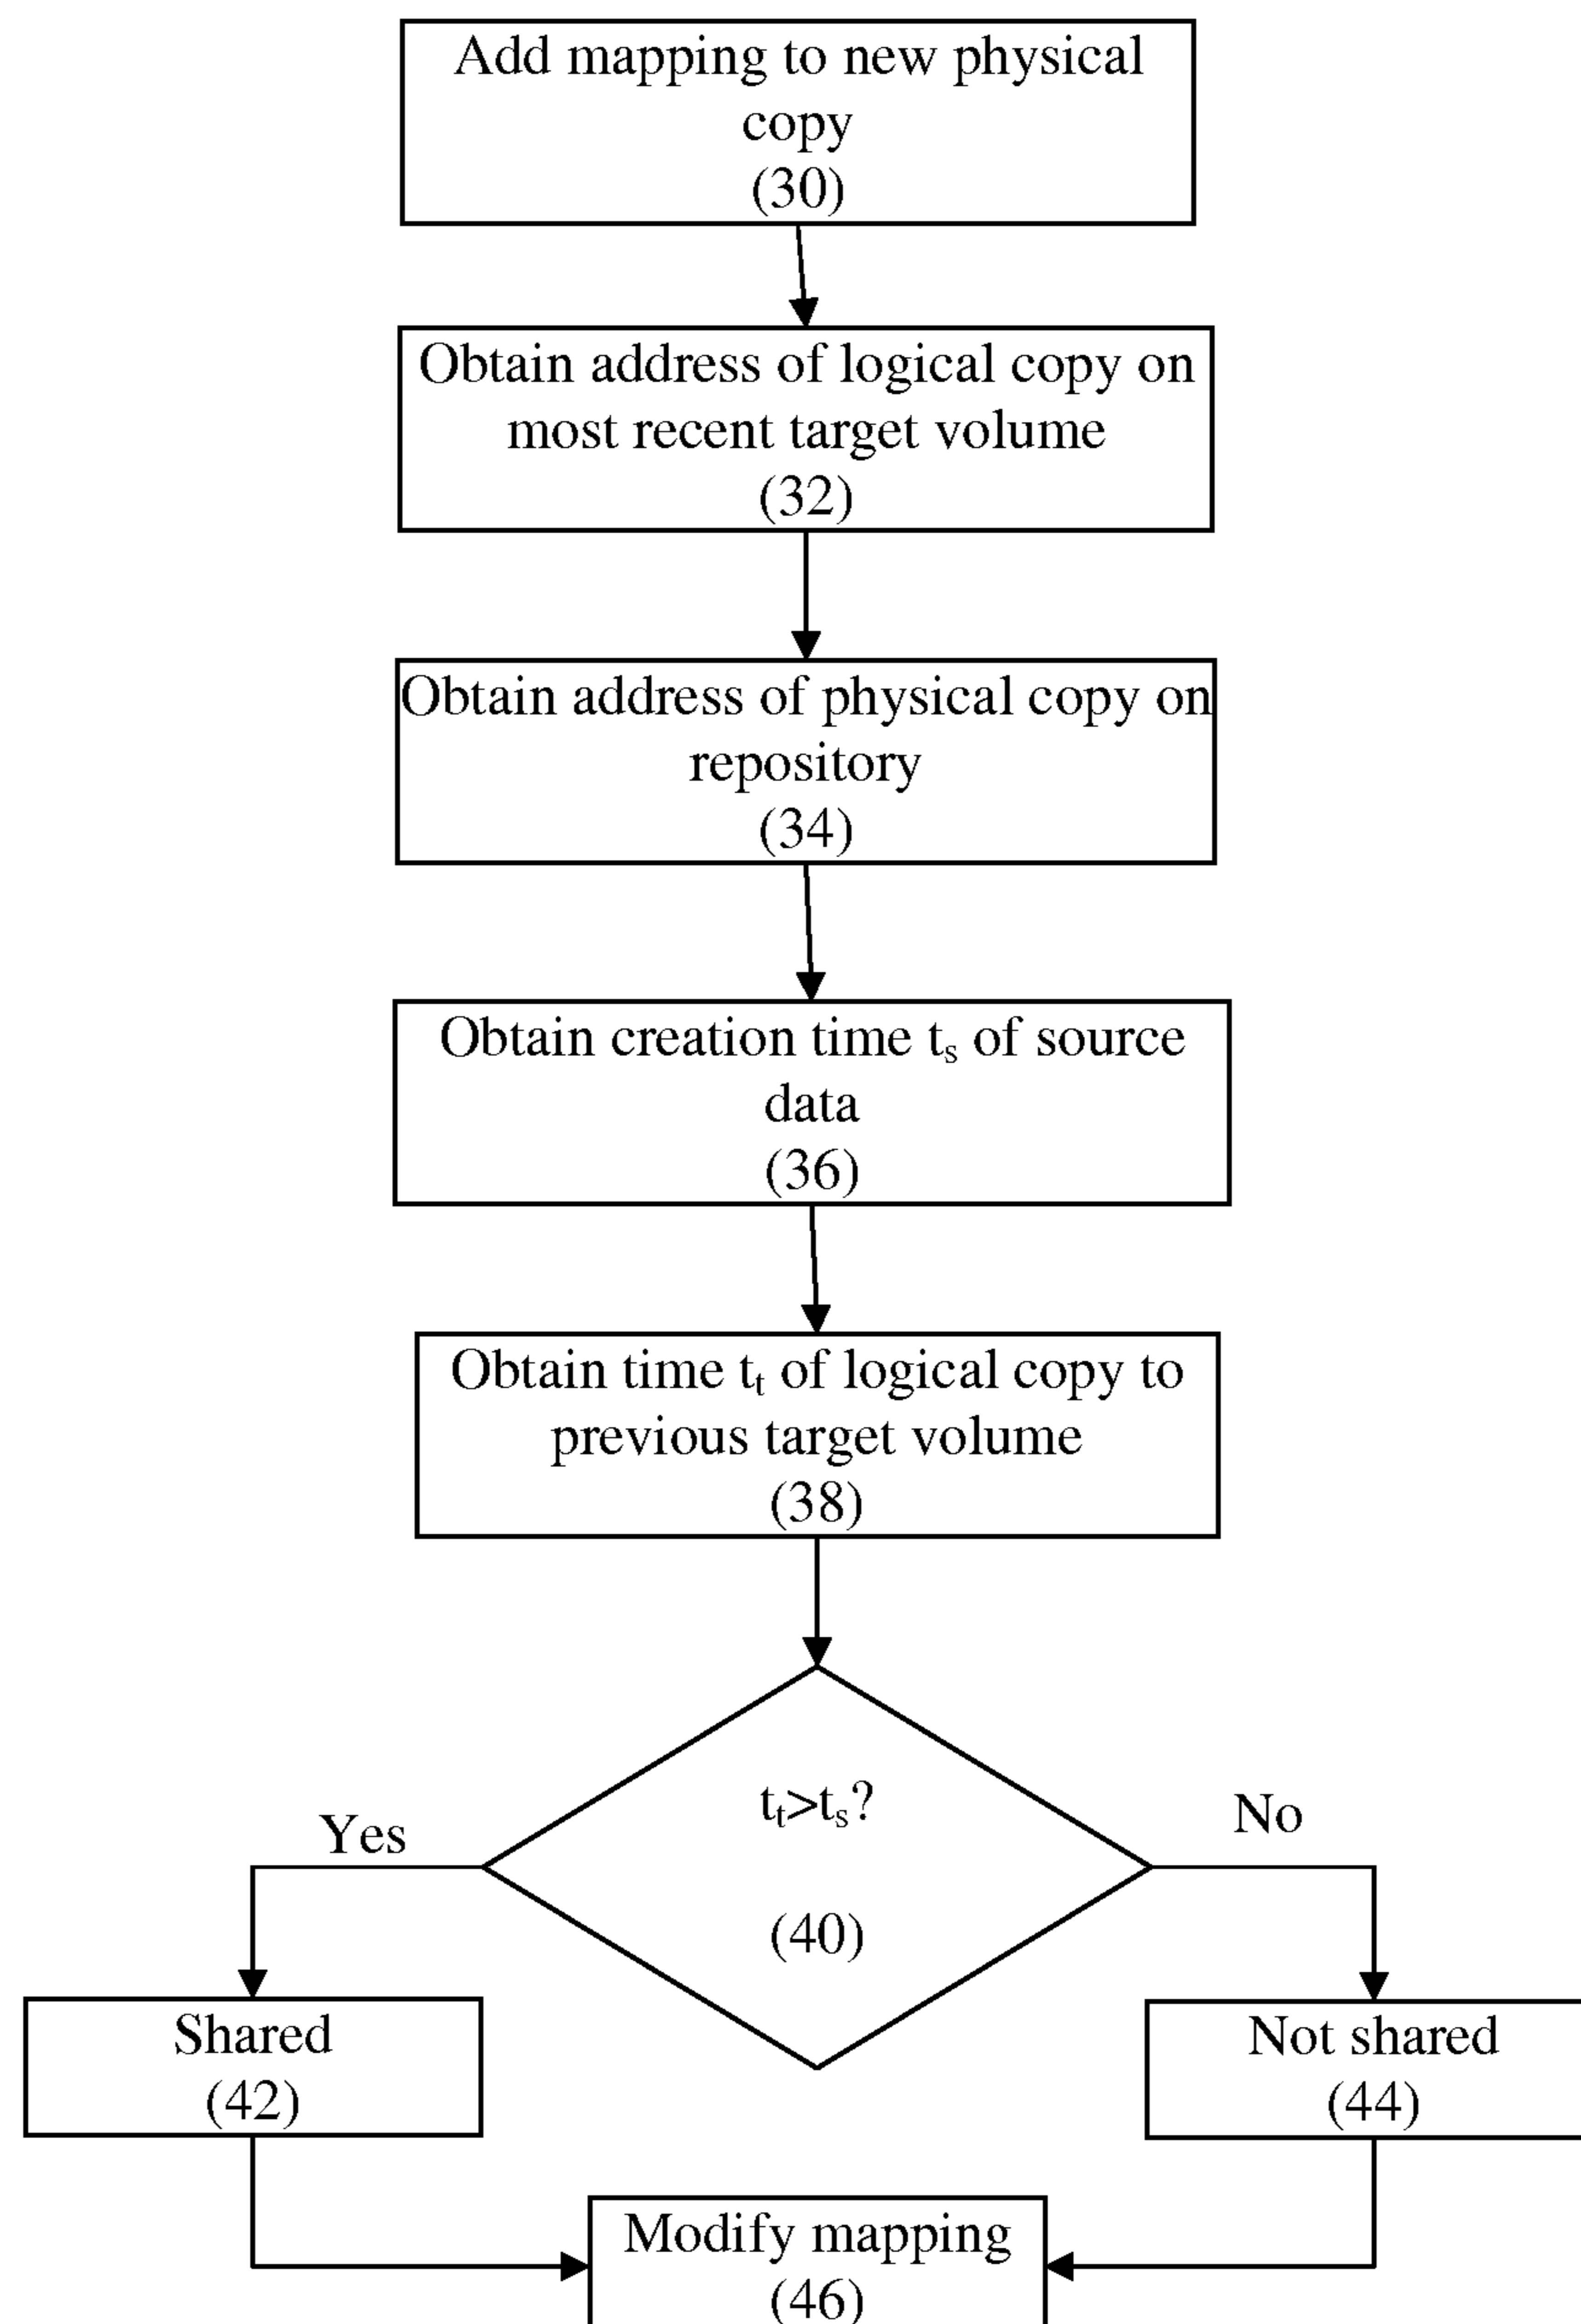 Add mapping to new physical
copy
(30)
Obtain address of logical copy on
most recent target volume
(32)
Obtain address of physical copy on
repository
(34)
Obtain creation time tₛ of source
data
(36)
Obtain time tₜ of logical copy to
previous target volume
(38)
tₜ>tₛ?
(40)
Yes
No
Shared
(42)
Not shared
(44)
Modify mapping
(46)